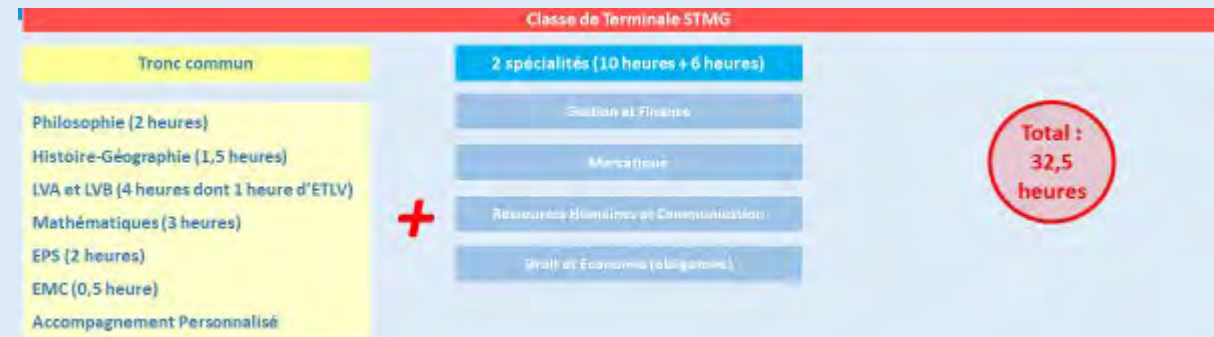 Classe de Terminale STMG
Tronc commun
Philosophie (2 heures)
Histoire-Géographie (1,5 heures)
LVA et LVB (4 heures dont 1 heure d'ETLV)
Mathématiques (3 heures)
EPS (2 heures)
EMC (0,5 heure)
Accompagnement Personnalisé
+
2 spécialités (10 heures + 6 heures)
Gestion et Finance
Mercatique
Ressources Humaines et Communication
Droit et Economie (obligatoire)
Total :
32,5
heures